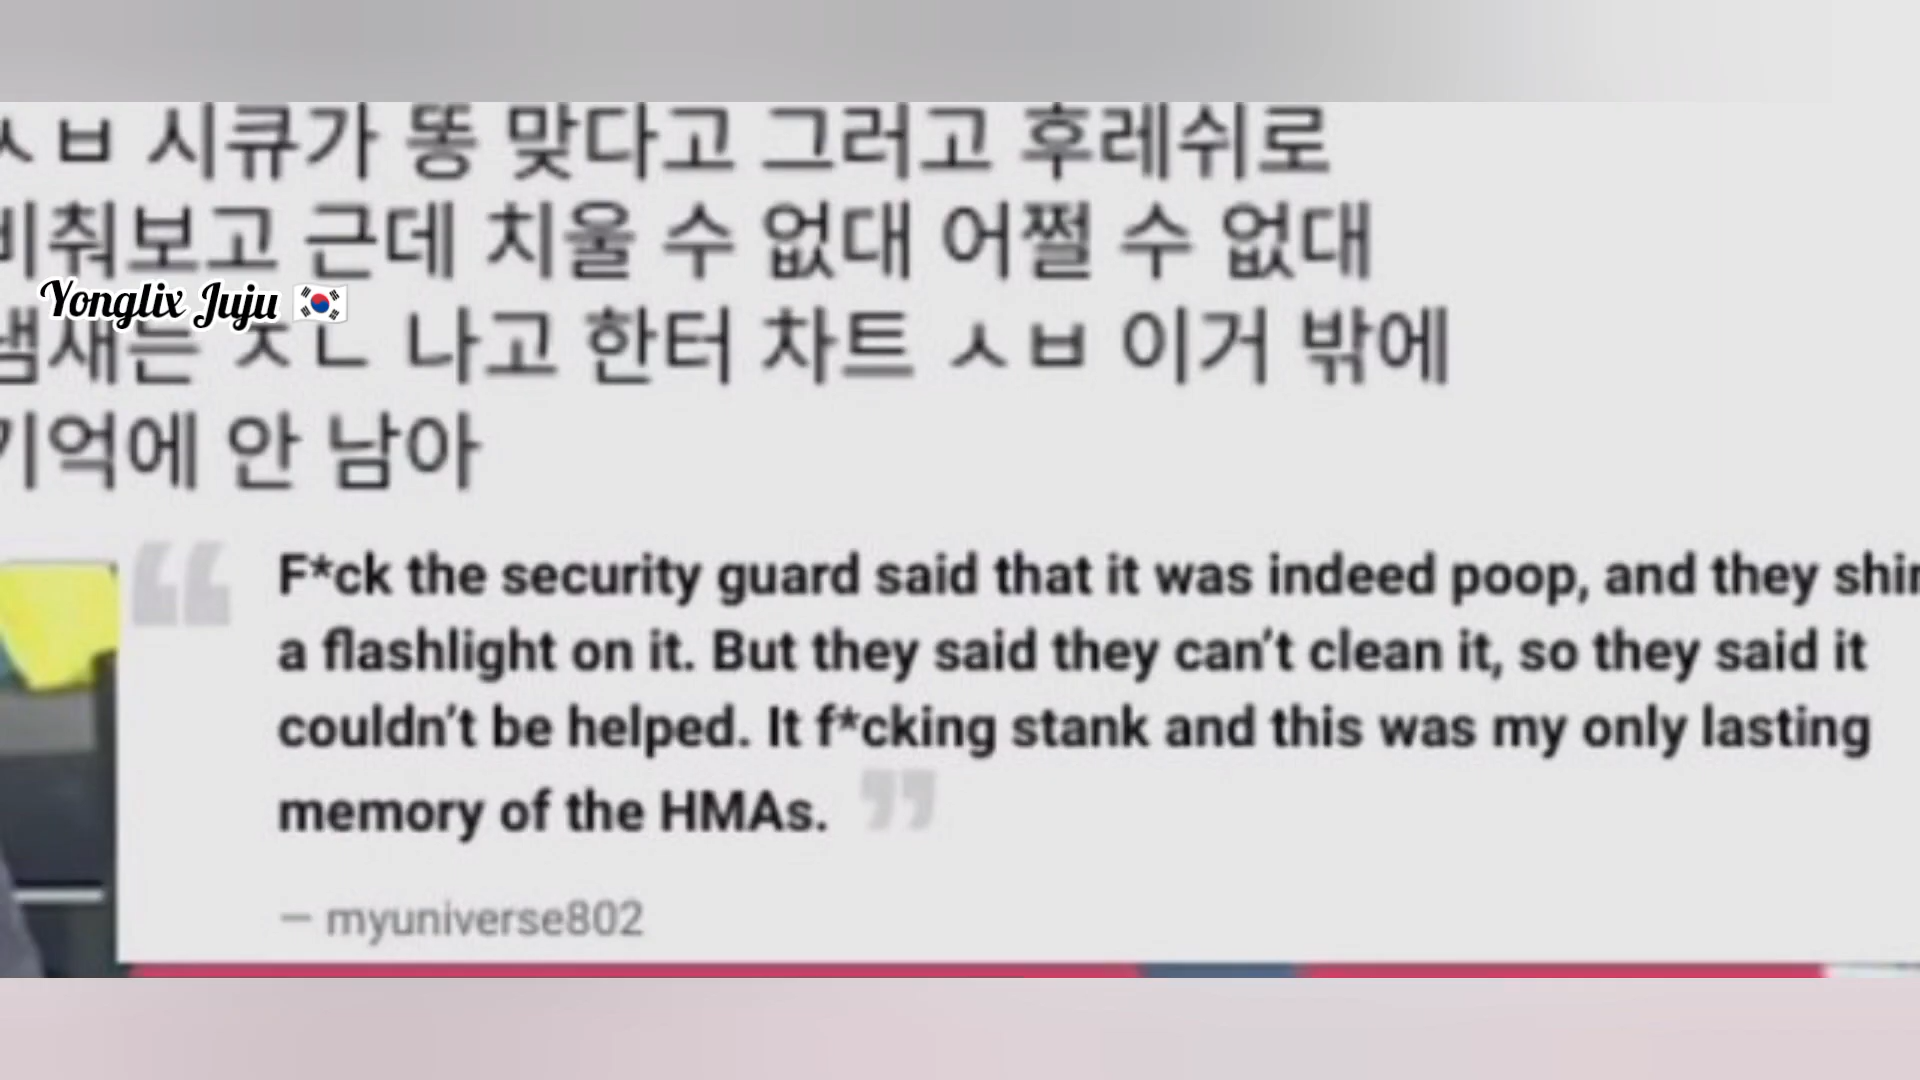 ㅅㅂ 시큐가 똥 맞다고 그러고 후레쉬로
비춰보고 근데 치울 수 없대 어쩔 수 없대
Yonglix Juju 🇰🇷
냄새는 ㅈㄴ 나고 한터 차트 ㅅㅂ 이거 밖에
기억에 안 남아
“ F*ck the security guard said that it was indeed poop, and they
a flashlight on it. But they said they can’t clean it, so they said it
couldn’t be helped. It f*cking stank and this was my only lasting
memory of the HMAs. ”
— myuniverse802